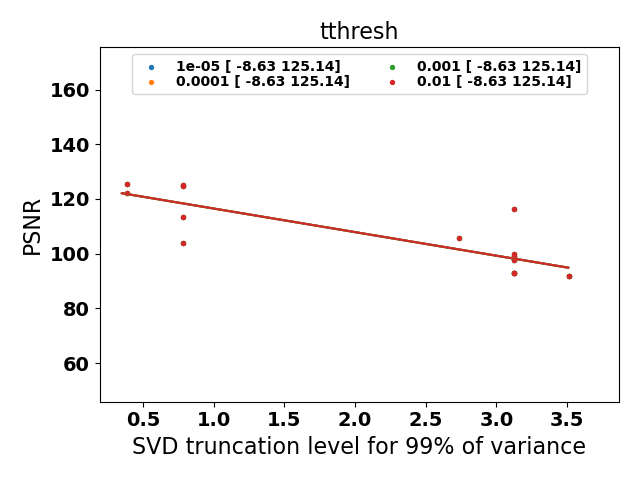 tthresh
1e-05 [ -8.63 125.14]
0.0001 [ -8.63 125.14]
0.001 [ -8.63 125.14]
0.01 [ -8.63 125.14]
PSNR
160
140
120
100
80
60
0.5 1.0 1.5 2.0 2.5 3.0 3.5
SVD truncation level for 99% of variance